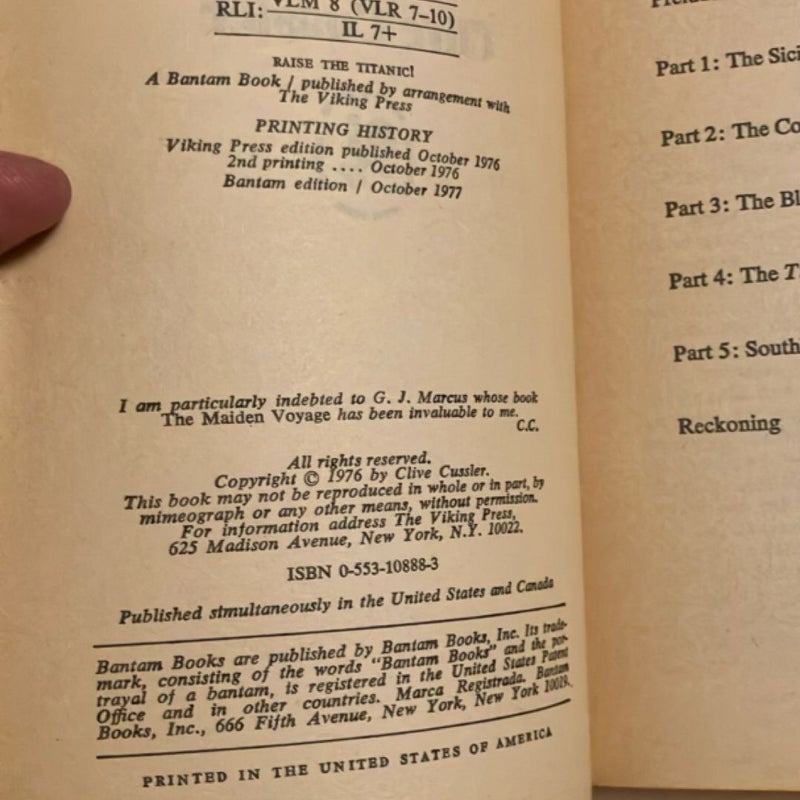 RLI: VLM 8 (VLR 7-10)
IL 7+
RAISE THE TITANIC!
A Bantam Book / published by arrangement with
The Viking Press
PRINTING HISTORY
Viking Press edition published October 1976
2nd printing .... October 1976
Bantam edition / October 1977
I am particularly indebted to G. J. Marcus whose book
The Maiden Voyage has been invaluable to me.
C.C.
All rights reserved.
Copyright © 1976 by Clive Cussler.
This book may not be reproduced in whole or in part, by
mimeograph or any other means, without permission.
For information address The Viking Press,
625 Madison Avenue, New York, N.Y. 10022.
ISBN 0-553-10888-3
Published simultaneously in the United States and Canada
Bantam Books are published by Bantam Books, Inc. Its trade-
mark, consisting of the words "Bantam Books" and the por-
trayal of a bantam, is registered in the United States Patent
Office and in other countries. Marca Registrada. Bantam
Books, Inc., 666 Fifth Avenue, New York, New York 10019.
PRINTED IN THE UNITED STATES OF AMERICA
Part 1: The Sici
Part 2: The Co
Part 3: The Bl
Part 4: The T
Part 5: South
Reckoning